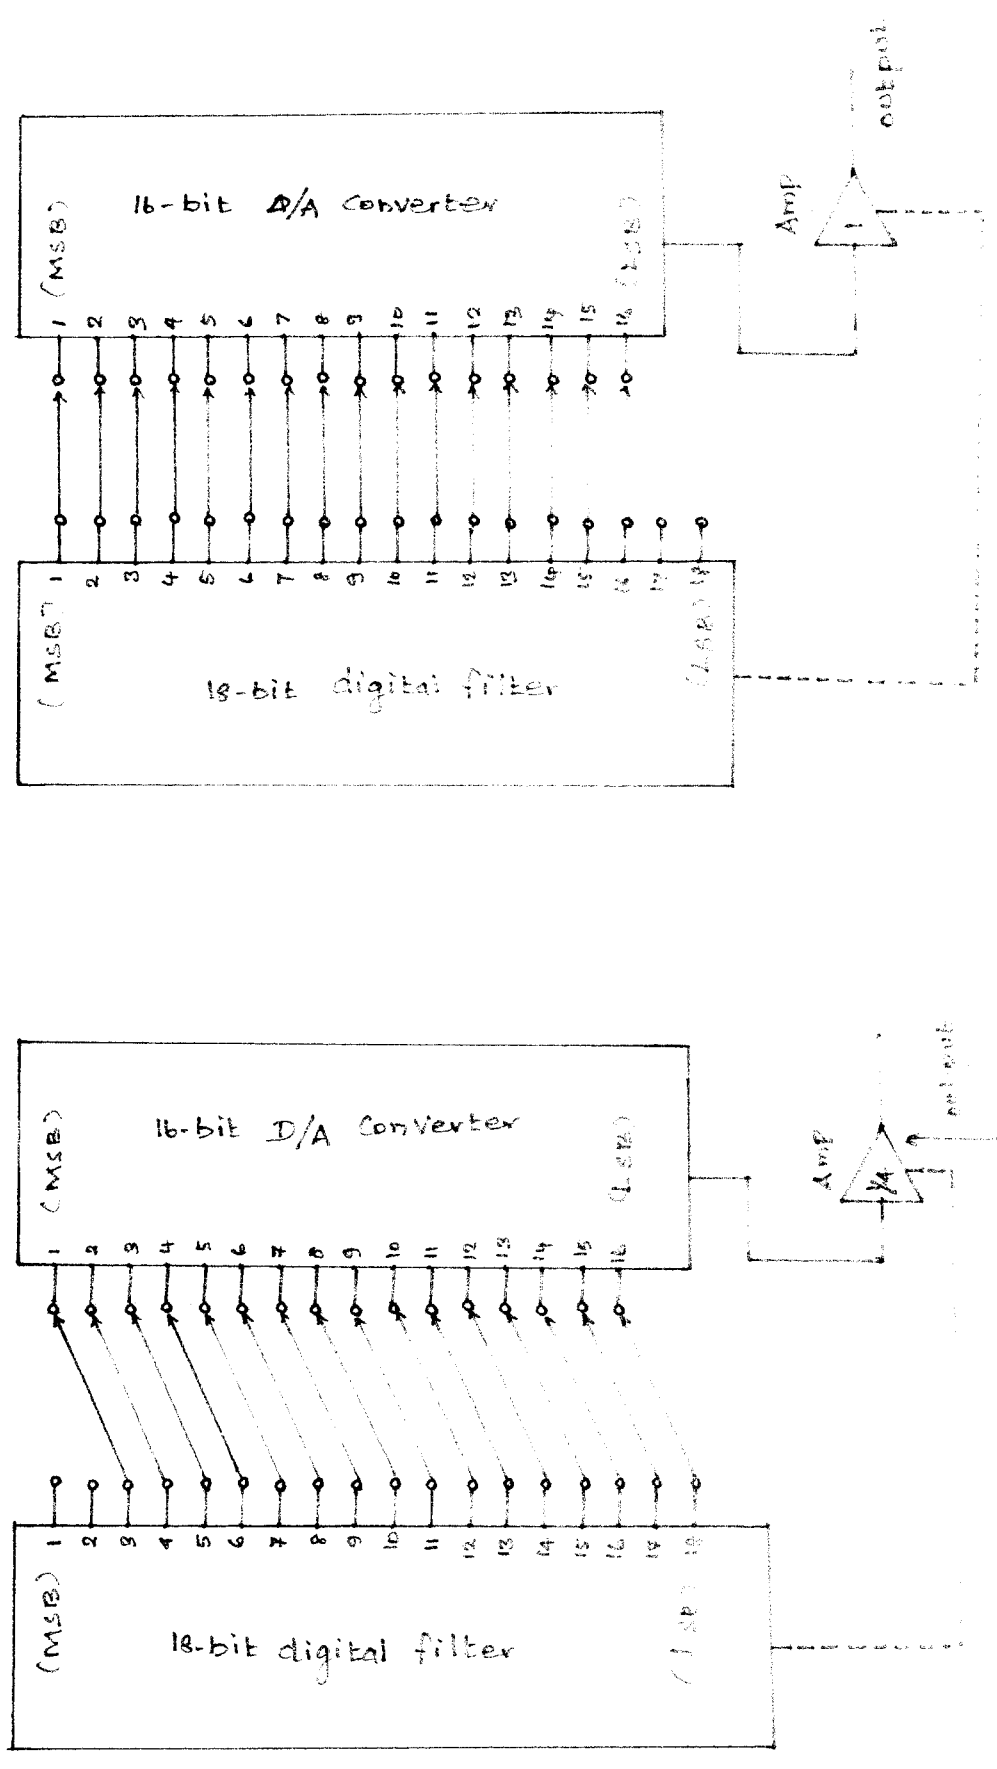 (MSB)
16-bit D/A Converter
(LSB)
1 2 3 4 5 6 7 8 9 10 11 12 13 14 15 16
Amp
1
output
1 2 3 4 5 6 7 8 9 10 11 12 13 14 15 16 17 18
(MSB)
18-bit digital filter
(LSB)
(MSB)
16-bit D/A Converter
(LSB)
1 2 3 4 5 6 7 8 9 10 11 12 13 14 15 16
Amp
1/4
output
1 2 3 4 5 6 7 8 9 10 11 12 13 14 15 16 17 18
(MSB)
18-bit digital filter
(LSB)